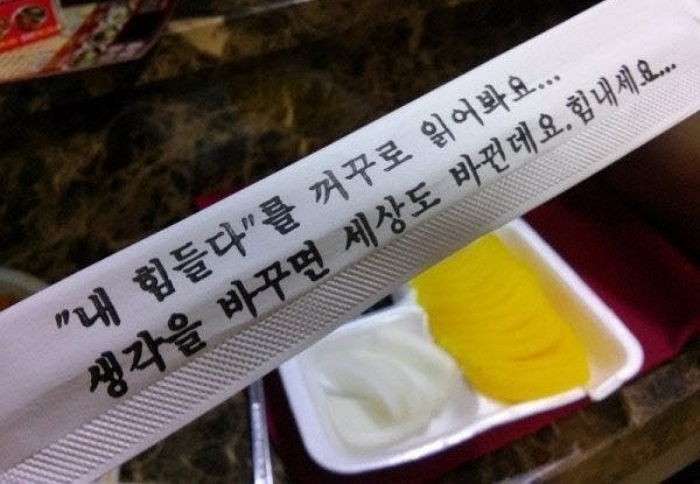 "내 힘들다"를 꺼꾸로 읽어봐요...
생각을 바꾸면 세상도 바뀐데요.힘내세요...